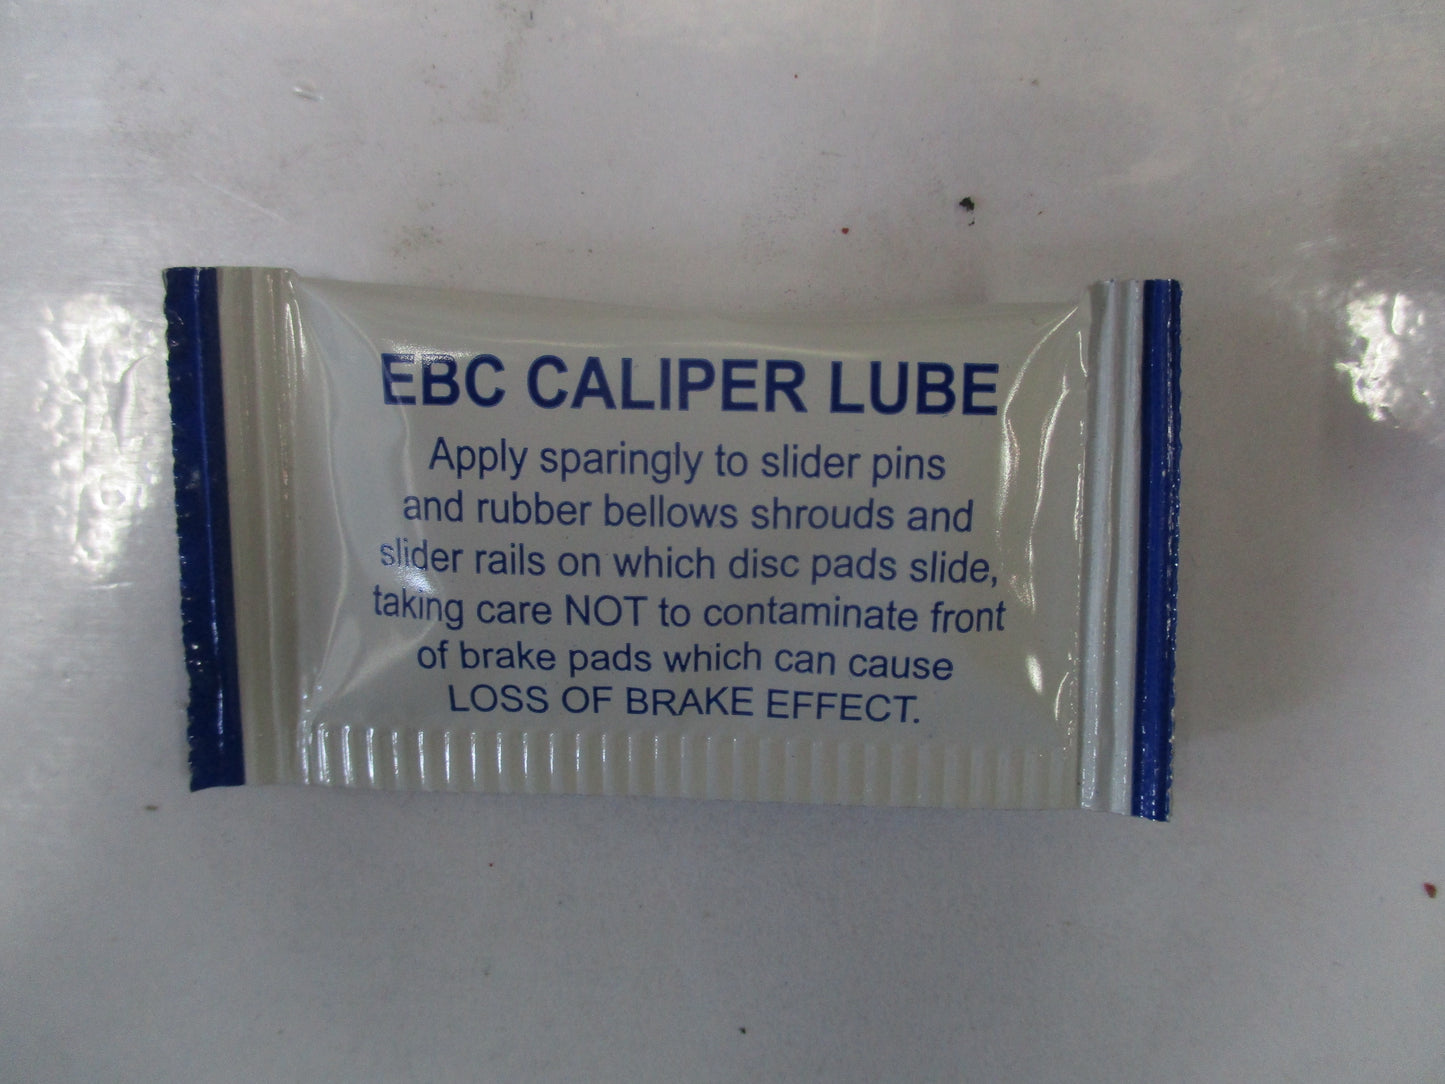 EBC CALIPER LUBE
Apply sparingly to slider pins
and rubber bellows shrouds and
slider rails on which disc pads slide,
taking care NOT to contaminate front
of brake pads which can cause
LOSS OF BRAKE EFFECT.